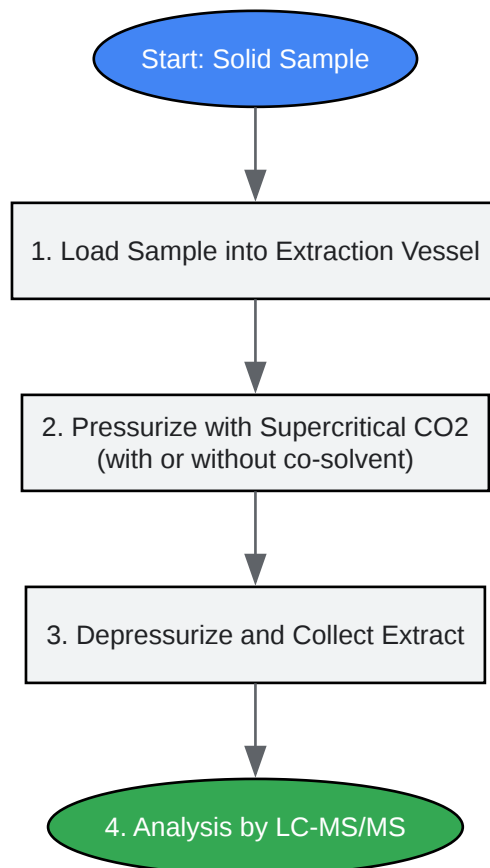 Start: Solid Sample
1. Load Sample into Extraction Vessel
2. Pressurize with Supercritical CO2
(with or without co-solvent)
3. Depressurize and Collect Extract
4. Analysis by LC-MS/MS